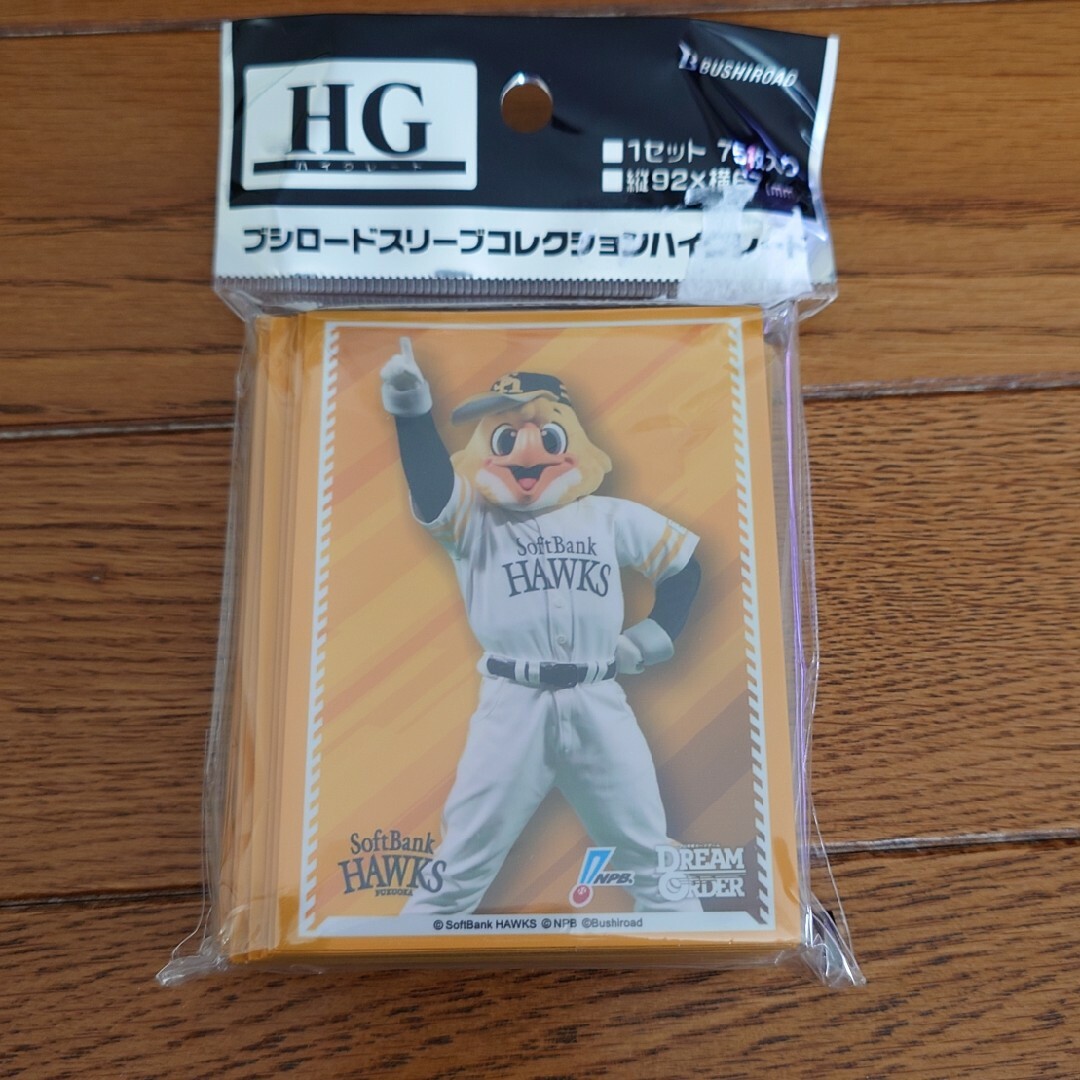 HG
ハイグレード
BUSHIROAD
■1セット 75枚入り
■縦92×横67(mm)
ブシロードスリーブコレクションハイグレード
SH
SoftBank
HAWKS
SoftBank
HAWKS
FUKUOKA
NPB
DREAM
ORDER
© SoftBank HAWKS © NPB ©Bushiroad